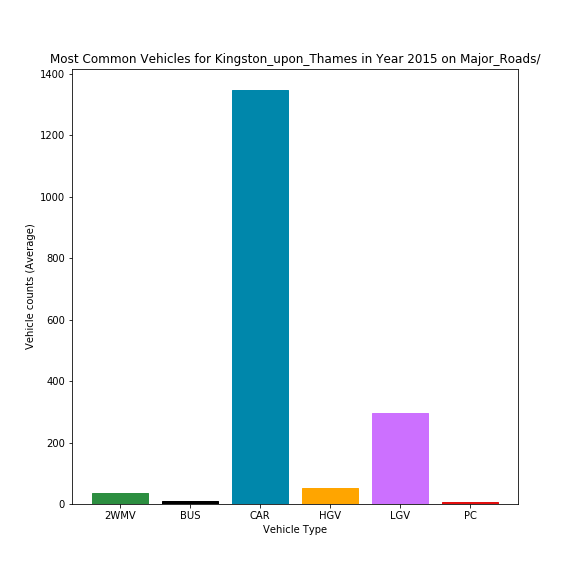 Most Common Vehicles for Kingston_upon_Thames in Year 2015 on Major_Roads/
1400
1200
1000
800
600
400
200
0
Vehicle counts (Average)
2WMV BUS CAR HGV LGV PC
Vehicle Type